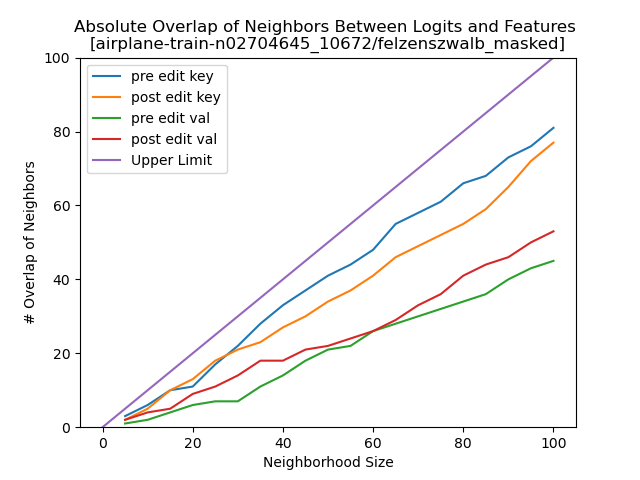 Absolute Overlap of Neighbors Between Logits and Features
[airplane-train-n02704645_10672/felzenszwalb_masked]
pre edit key
post edit key
pre edit val
post edit val
Upper Limit
# Overlap of Neighbors
100
80
60
40
20
0
0 20 40 60 80 100
Neighborhood Size